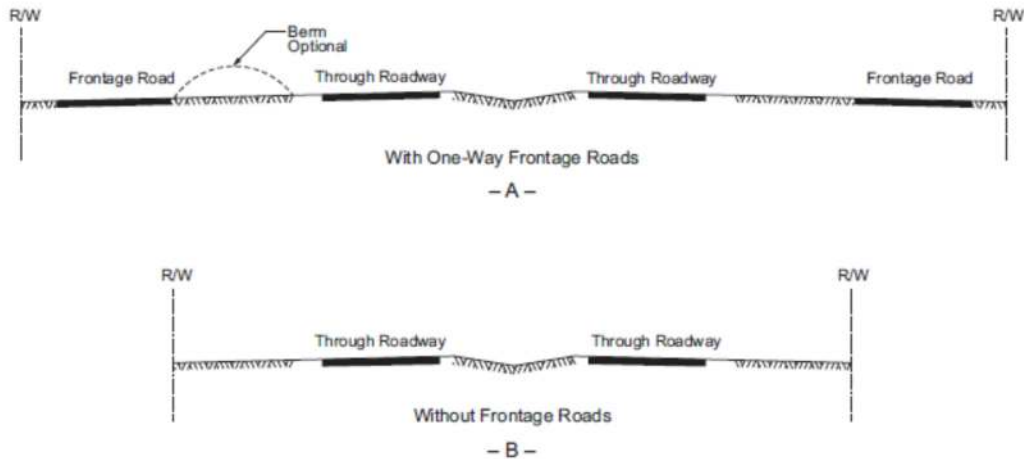 R/W
R/W
Berm
Optional
Frontage Road
Through Roadway
Through Roadway
Frontage Road
With One-Way Frontage Roads
– A –
R/W
R/W
Through Roadway
Through Roadway
Without Frontage Roads
– B –